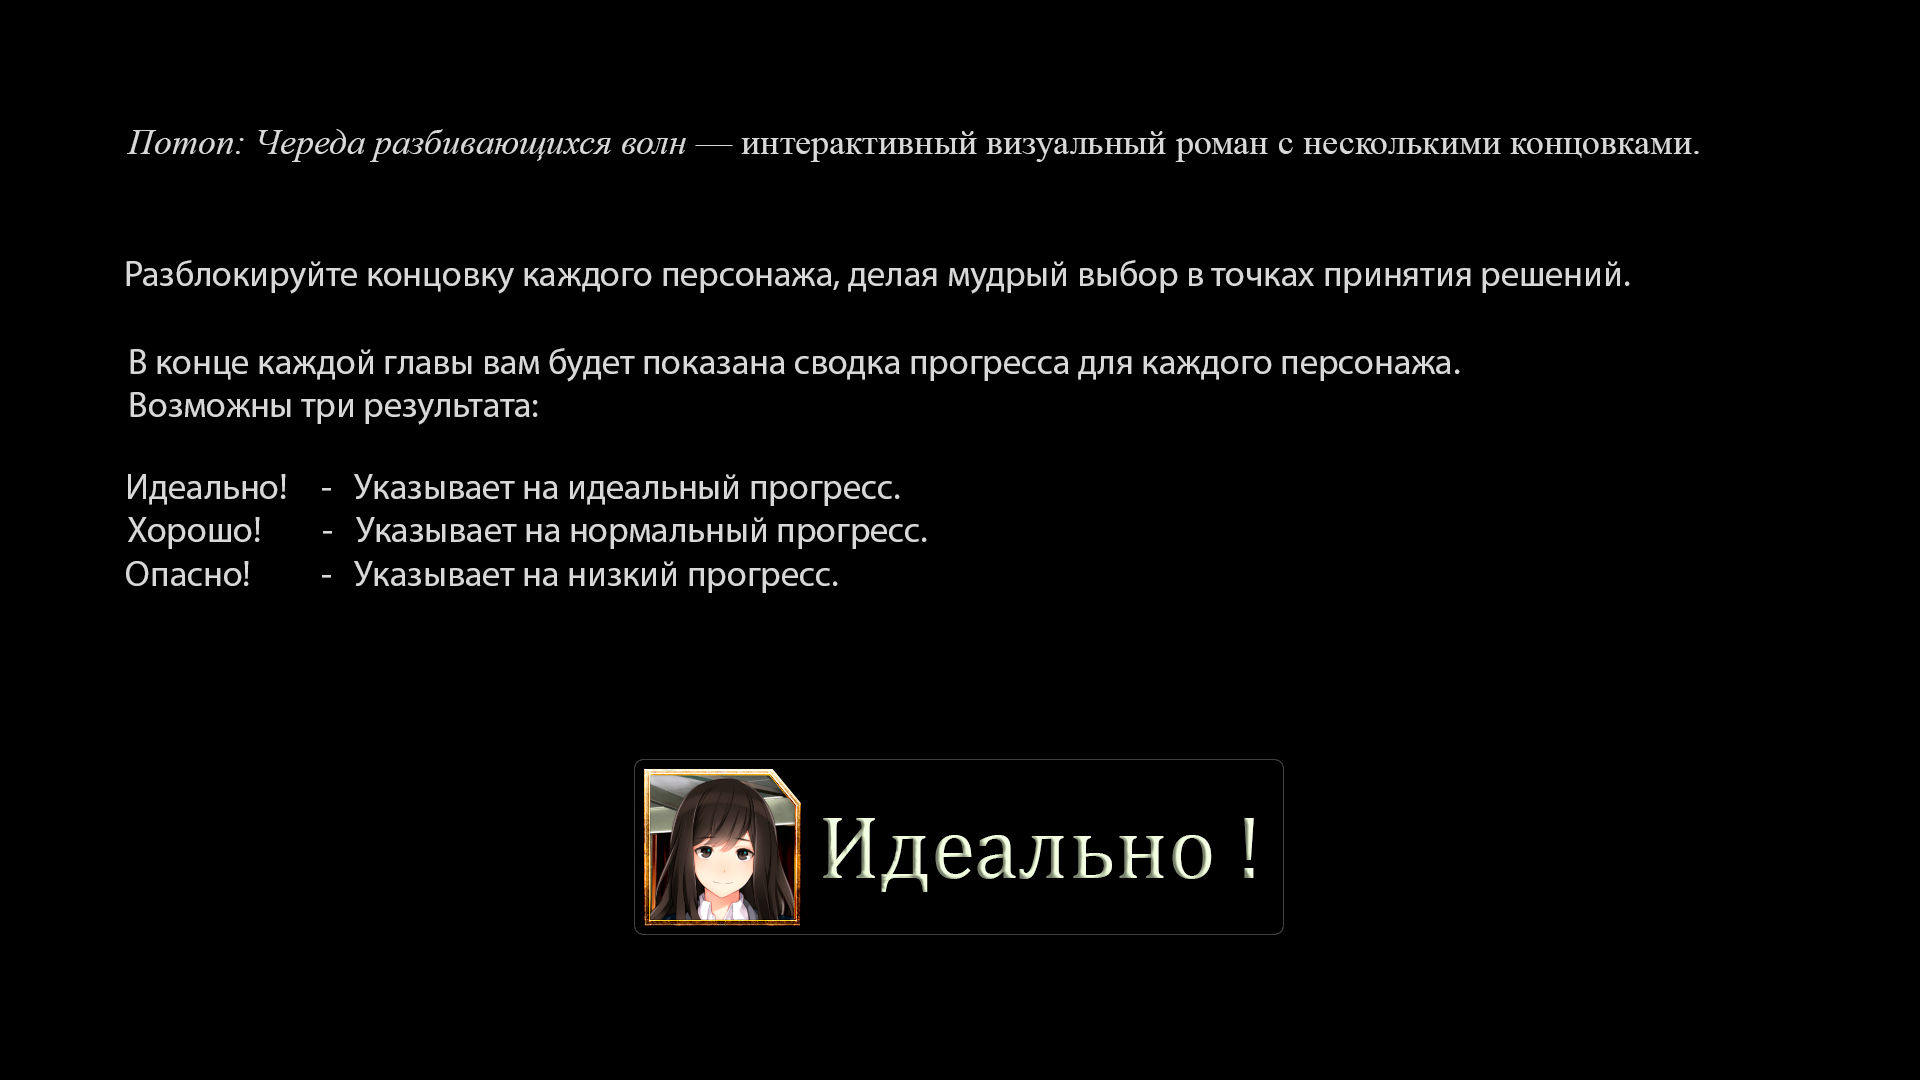 Потоп: Череда разбивающихся волн — интерактивный визуальный роман с несколькими концовками.
Разблокируйте концовку каждого персонажа, делая мудрый выбор в точках принятия решений.
В конце каждой главы вам будет показана сводка прогресса для каждого персонажа.
Возможны три результата:
Идеально! - Указывает на идеальный прогресс.
Хорошо! - Указывает на нормальный прогресс.
Опасно! - Указывает на низкий прогресс.
Идеально !